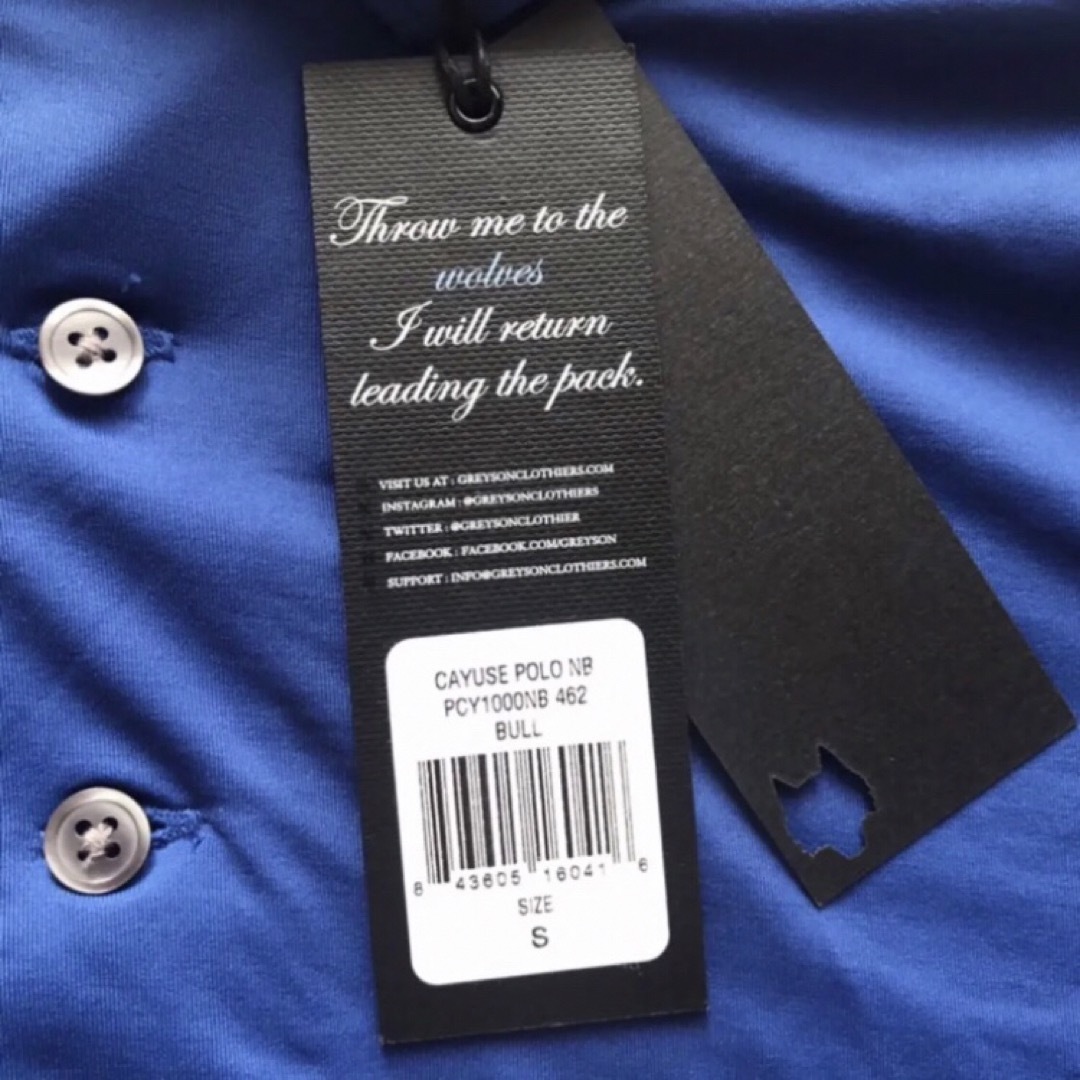 Throw me to the
wolves
I will return
leading the pack.
VISIT US AT : GREYSONCLOTHIERS.COM
INSTAGRAM : @GREYSONCLOTHIERS
TWITTER : @GREYSONCLOTHIER
FACEBOOK : FACEBOOK.COM/GREYSON
SUPPORT : INFO@GREYSONCLOTHIERS.COM
CAYUSE POLO NB
PCY1000NB 462
BULL
8 43605 16041 6
SIZE
S